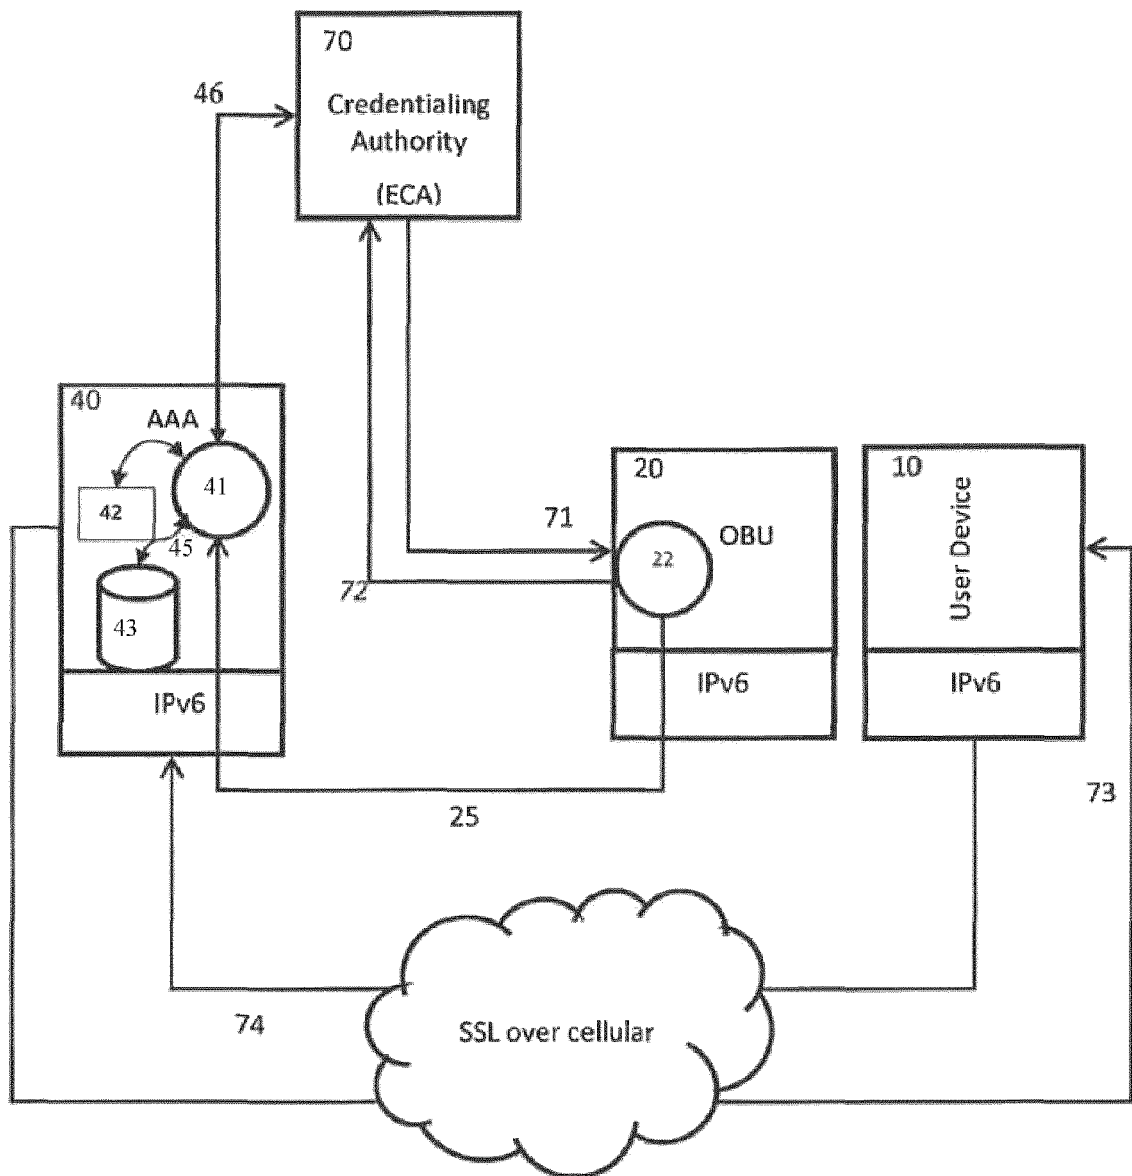 70
46
Credentialing
Authority
(ECA)
40
AAA
41
42
45
43
IPv6
71
72
20
OBU
22
IPv6
10
User Device
IPv6
25
73
74
SSL over cellular